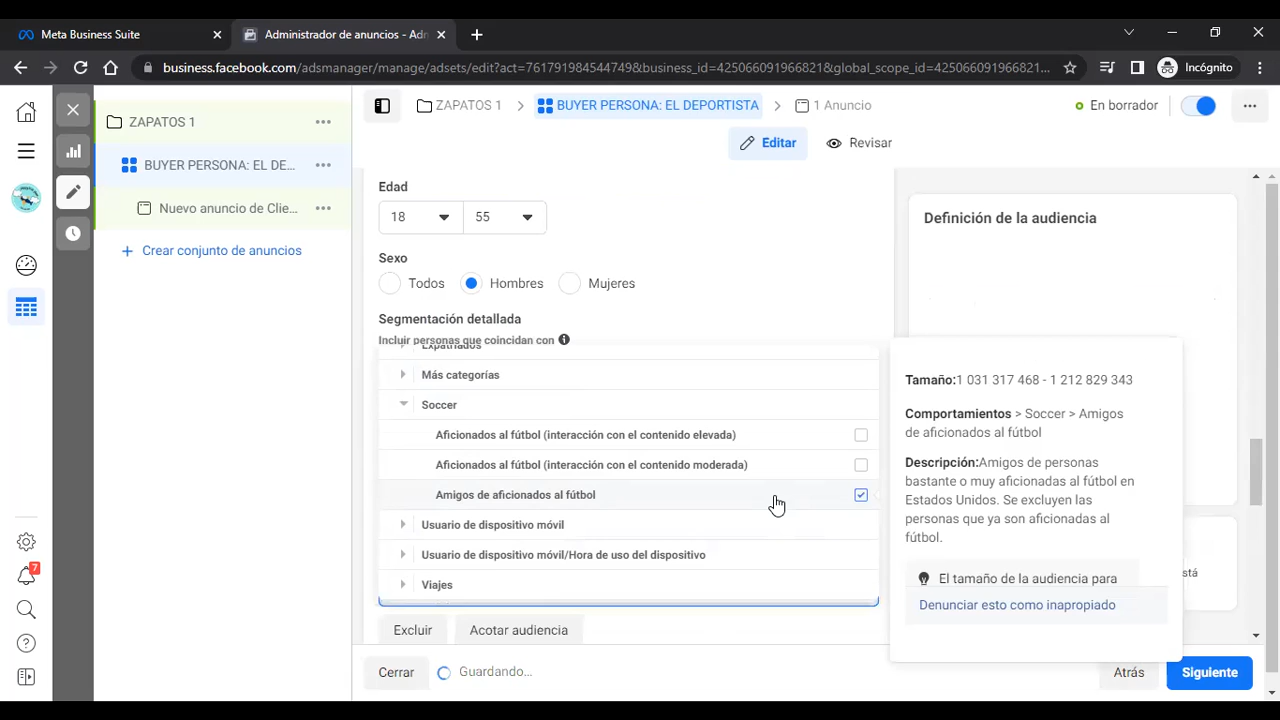 Meta Business Suite
Administrador de anuncios - Adn
business.facebook.com/adsmanager/manage/adsets/edit?act=761791984544749&business_id=425066091966821&global_scope_id=425066091966821...
Incógnito
ZAPATOS 1
BUYER PERSONA: EL DE...
Nuevo anuncio de Clie...
Crear conjunto de anuncios
7
ZAPATOS 1
BUYER PERSONA: EL DEPORTISTA
1 Anuncio
En borrador
Editar
Revisar
Edad
18
55
Sexo
Todos
Hombres
Mujeres
Segmentación detallada
Incluir personas que coincidan con
Expatriados
Más categorías
Soccer
Aficionados al fútbol (interacción con el contenido elevada)
Aficionados al fútbol (interacción con el contenido moderada)
Amigos de aficionados al fútbol
Usuario de dispositivo móvil
Usuario de dispositivo móvil/Hora de uso del dispositivo
Viajes
Excluir
Acotar audiencia
Definición de la audiencia
Tamaño:1 031 317 468 - 1 212 829 343
Comportamientos > Soccer > Amigos
de aficionados al fútbol
Descripción:Amigos de personas
bastante o muy aficionadas al fútbol en
Estados Unidos. Se excluyen las
personas que ya son aficionadas al
fútbol.
El tamaño de la audiencia para
Denunciar esto como inapropiado
stá
Cerrar
Guardando...
Atrás
Siguiente